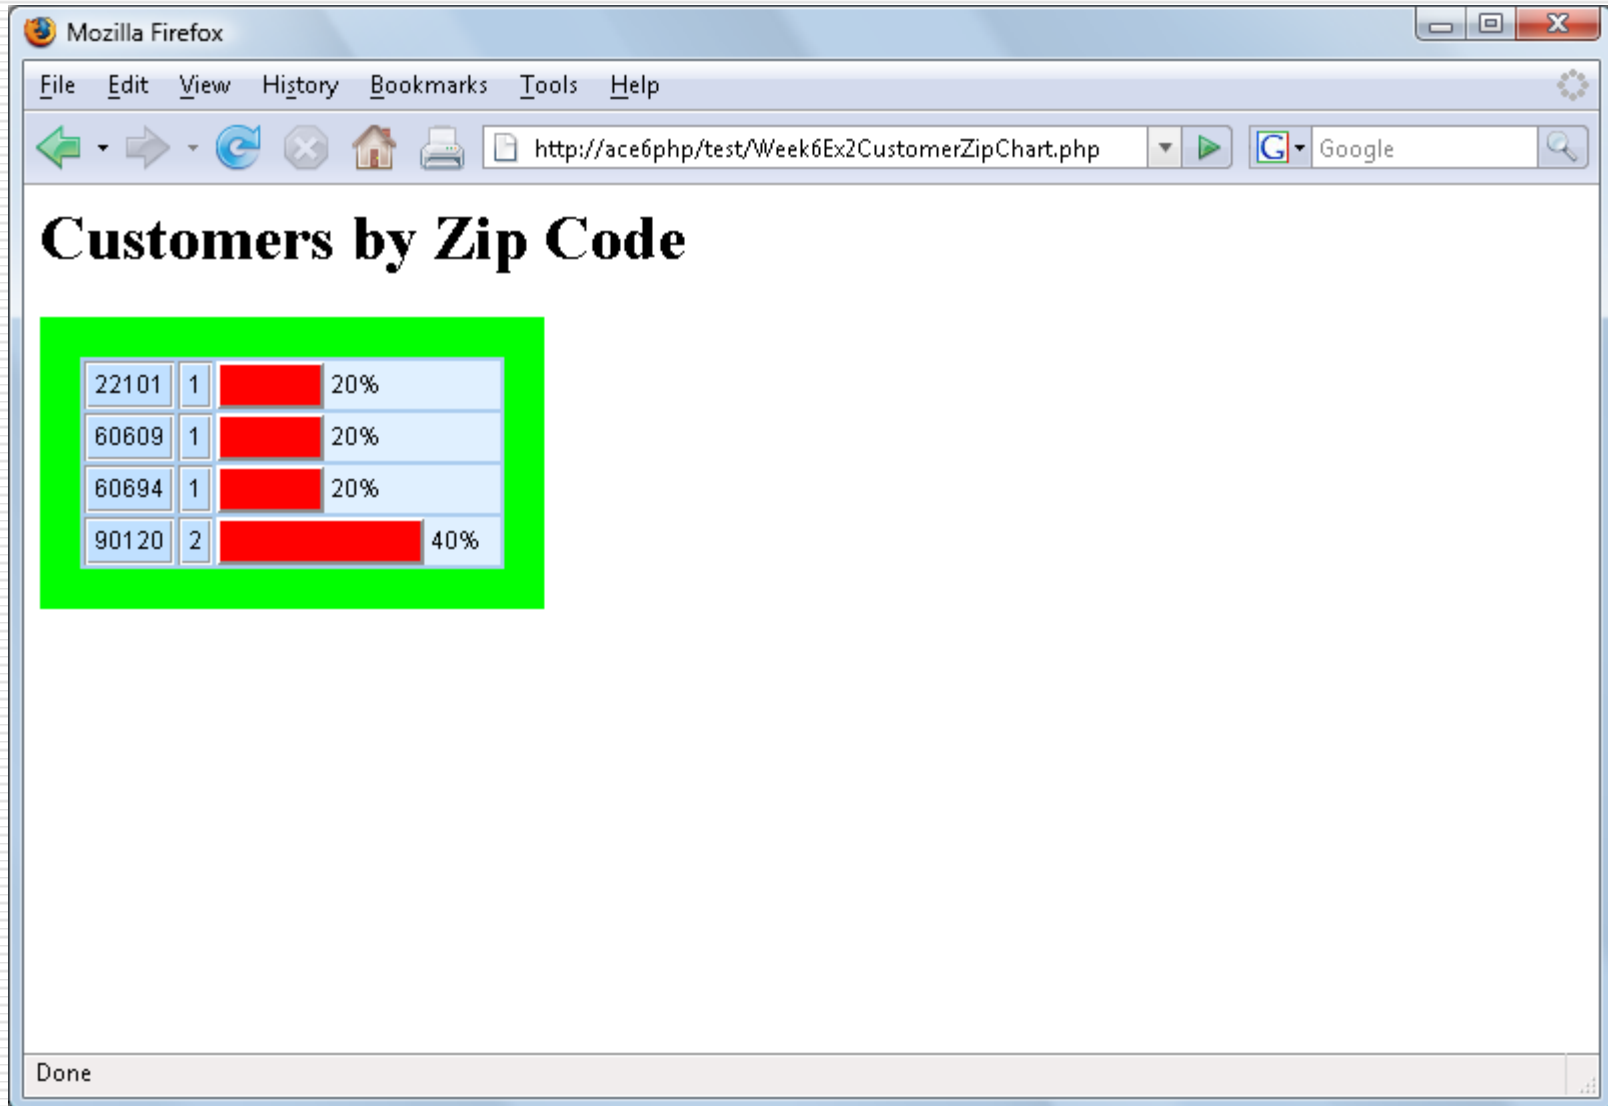 Mozilla Firefox
File Edit View History Bookmarks Tools Help
http://ace6php/test/Week6Ex2CustomerZipChart.php G Google
Customers by Zip Code
22101 1 20%
60609 1 20%
60694 1 20%
90120 2 40%
Done